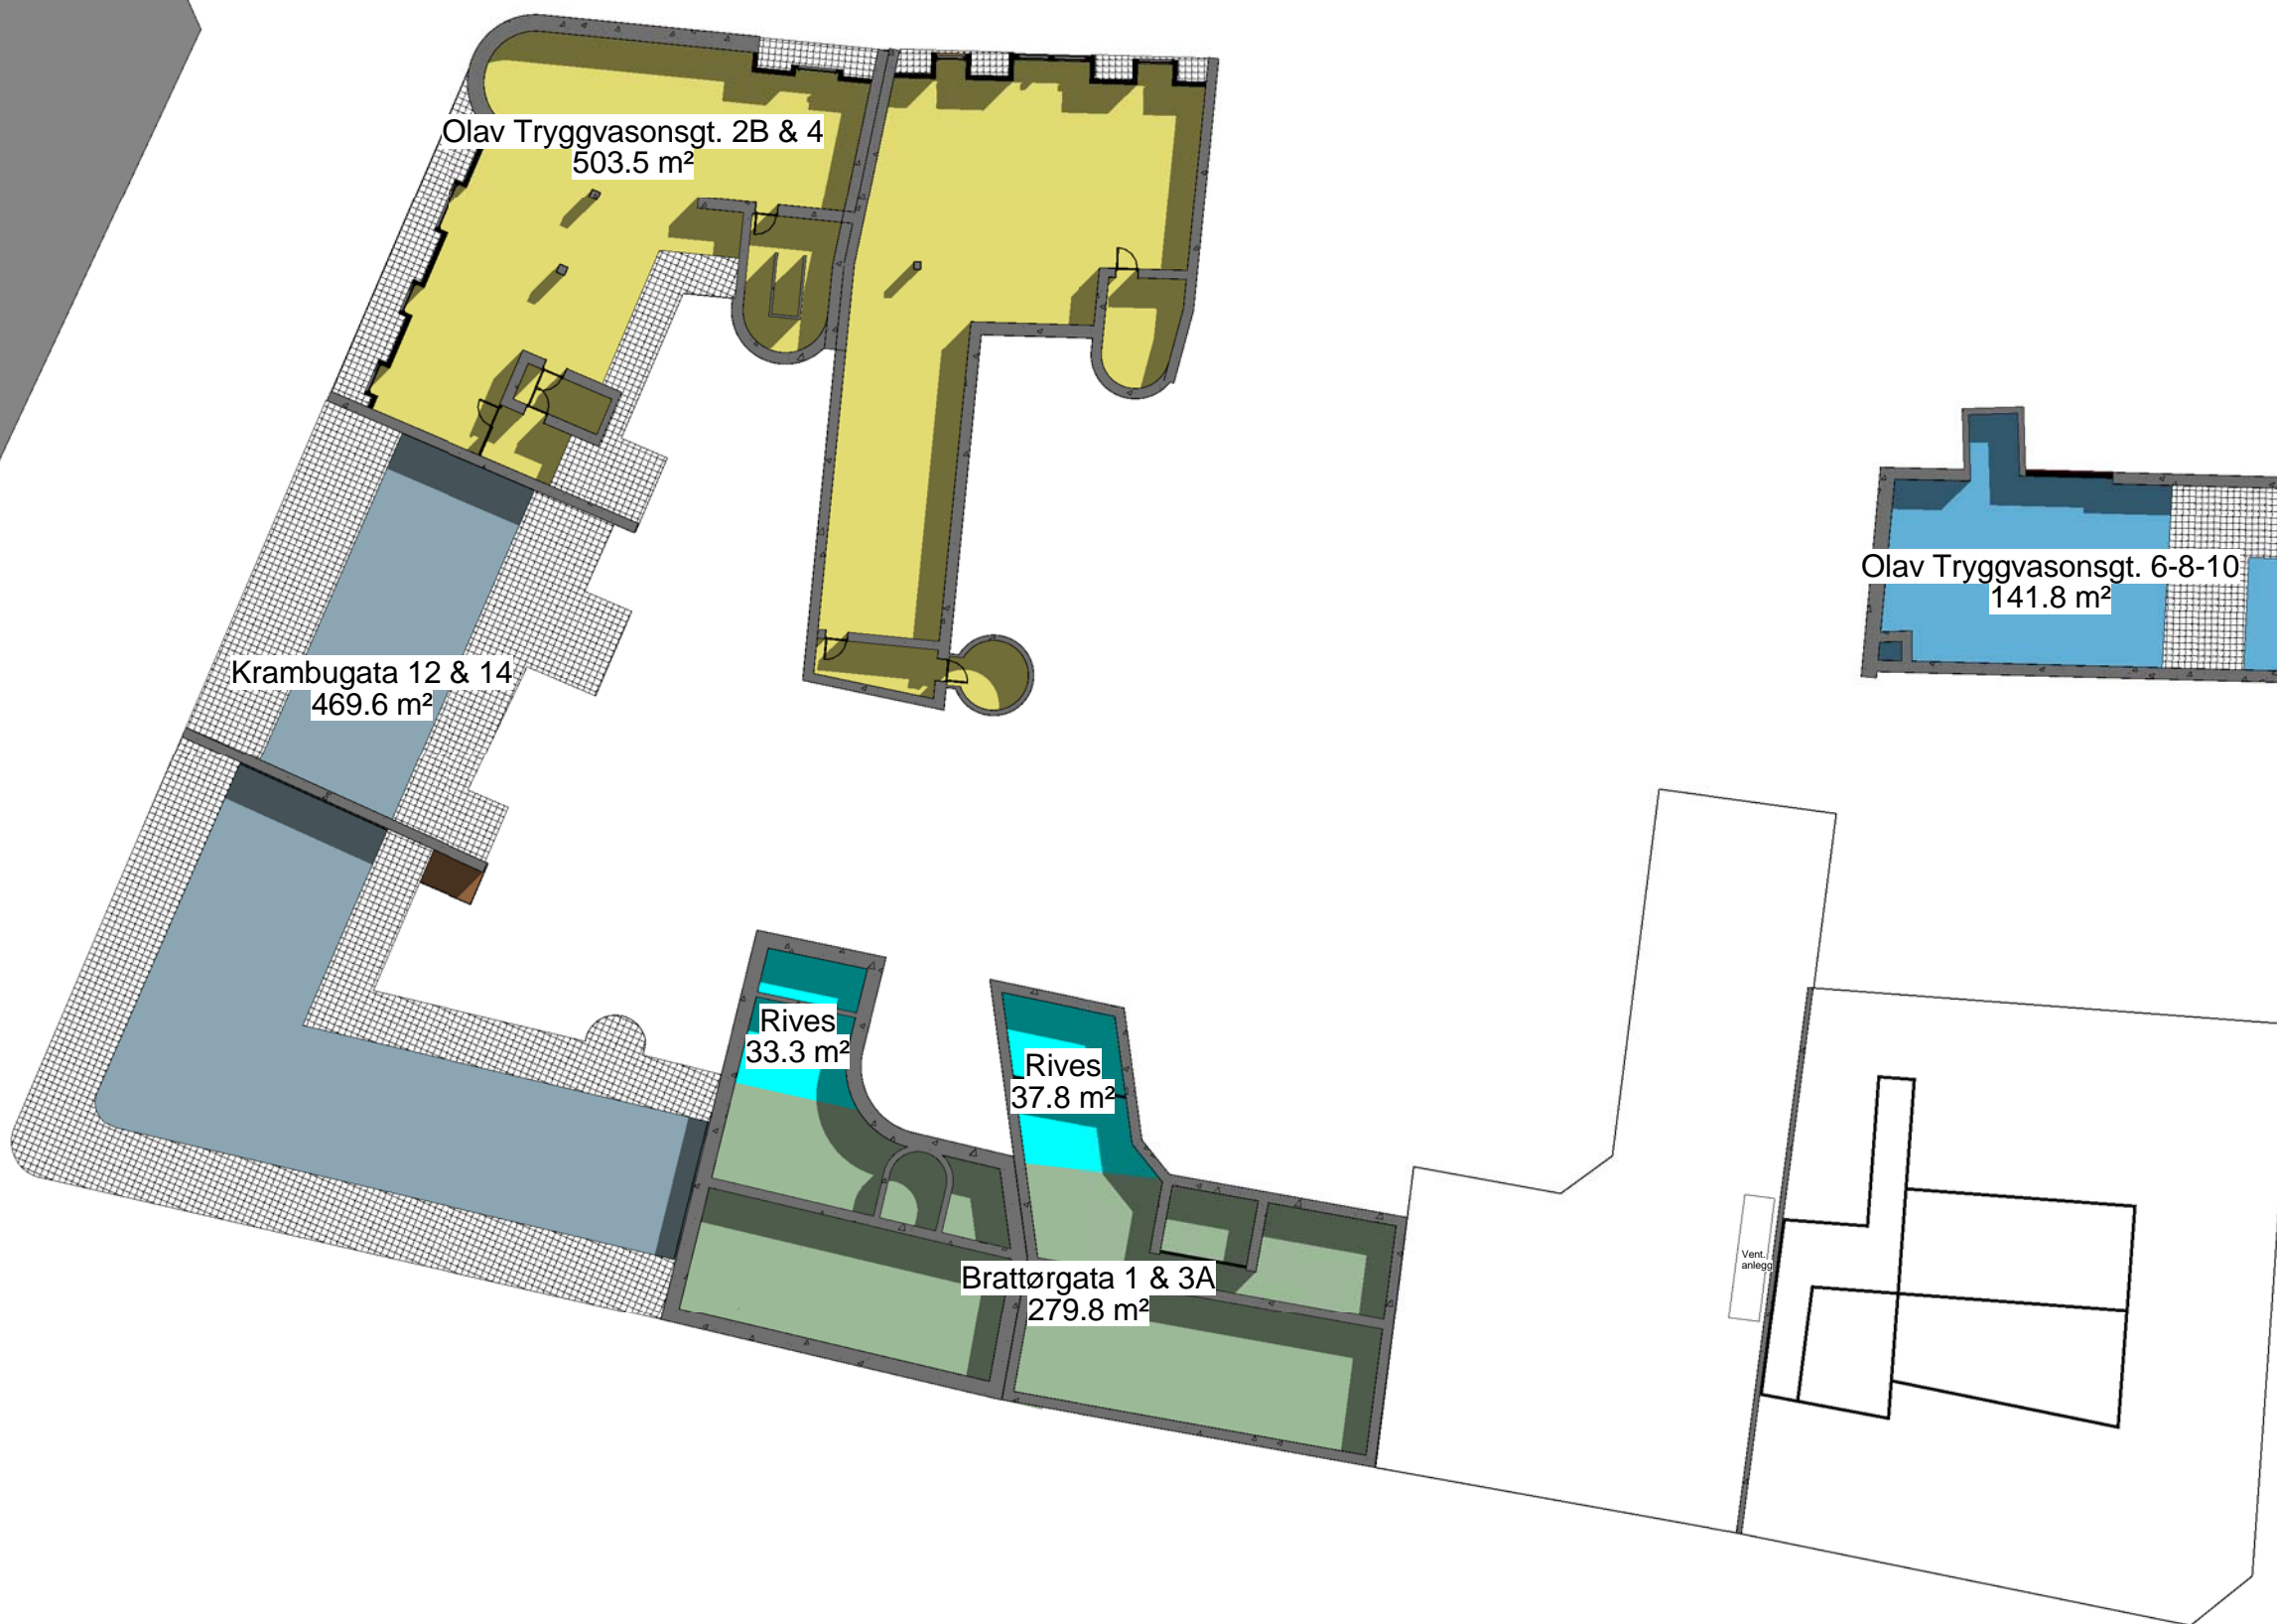 Olav Tryggvasonsgt. 2B & 4
503.5 m²
Olav Tryggvasonsgt. 6-8-10
141.8 m²
Krambugata 12 & 14
469.6 m²
Rives
33.3 m²
Rives
37.8 m²
Brattørgata 1 & 3A
279.8 m²
Vent.
anlegg